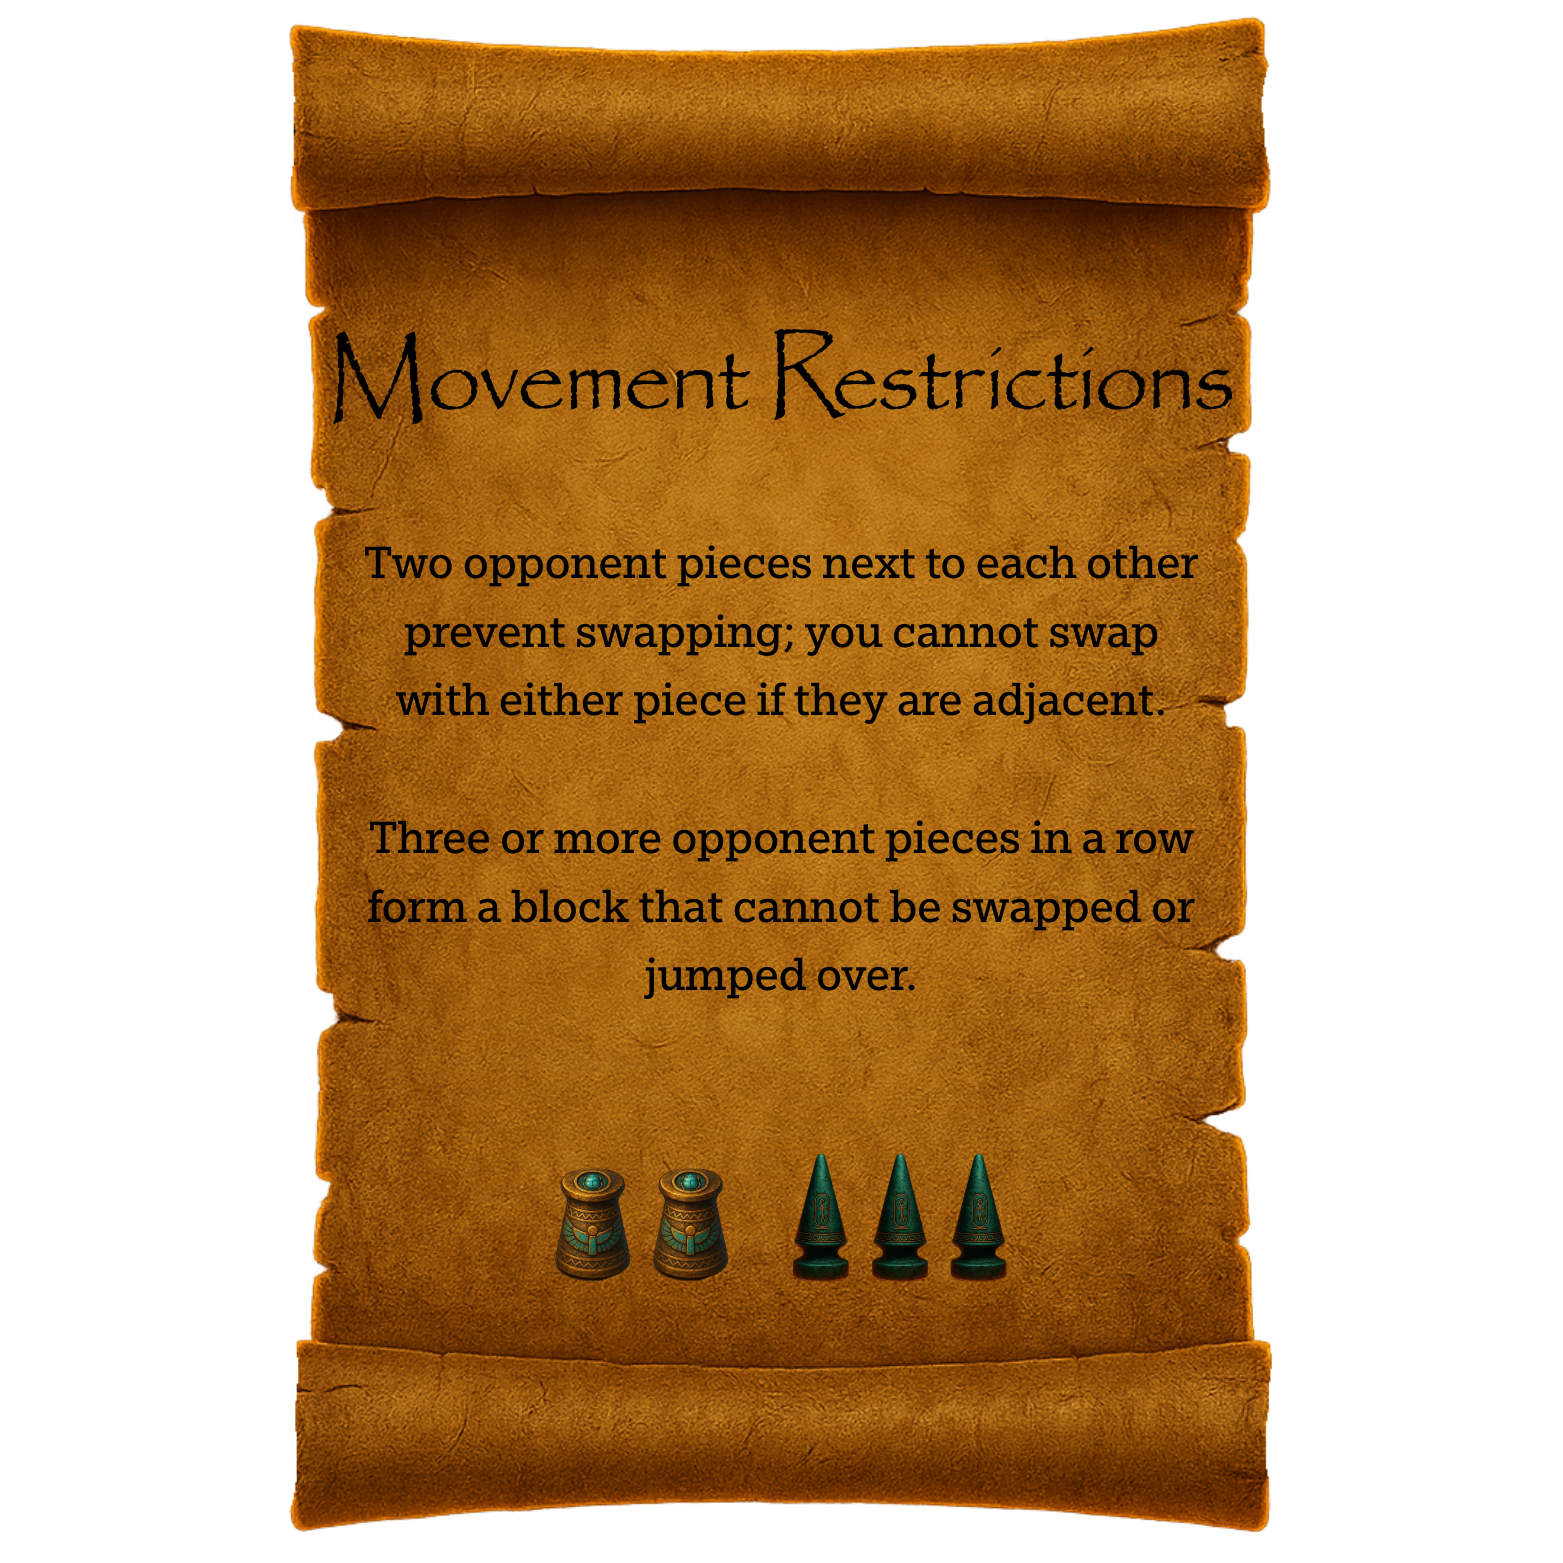 Movement Restrictions
Two opponent pieces next to each other
prevent swapping; you cannot swap
with either piece if they are adjacent.
Three or more opponent pieces in a row
form a block that cannot be swapped or
jumped over.